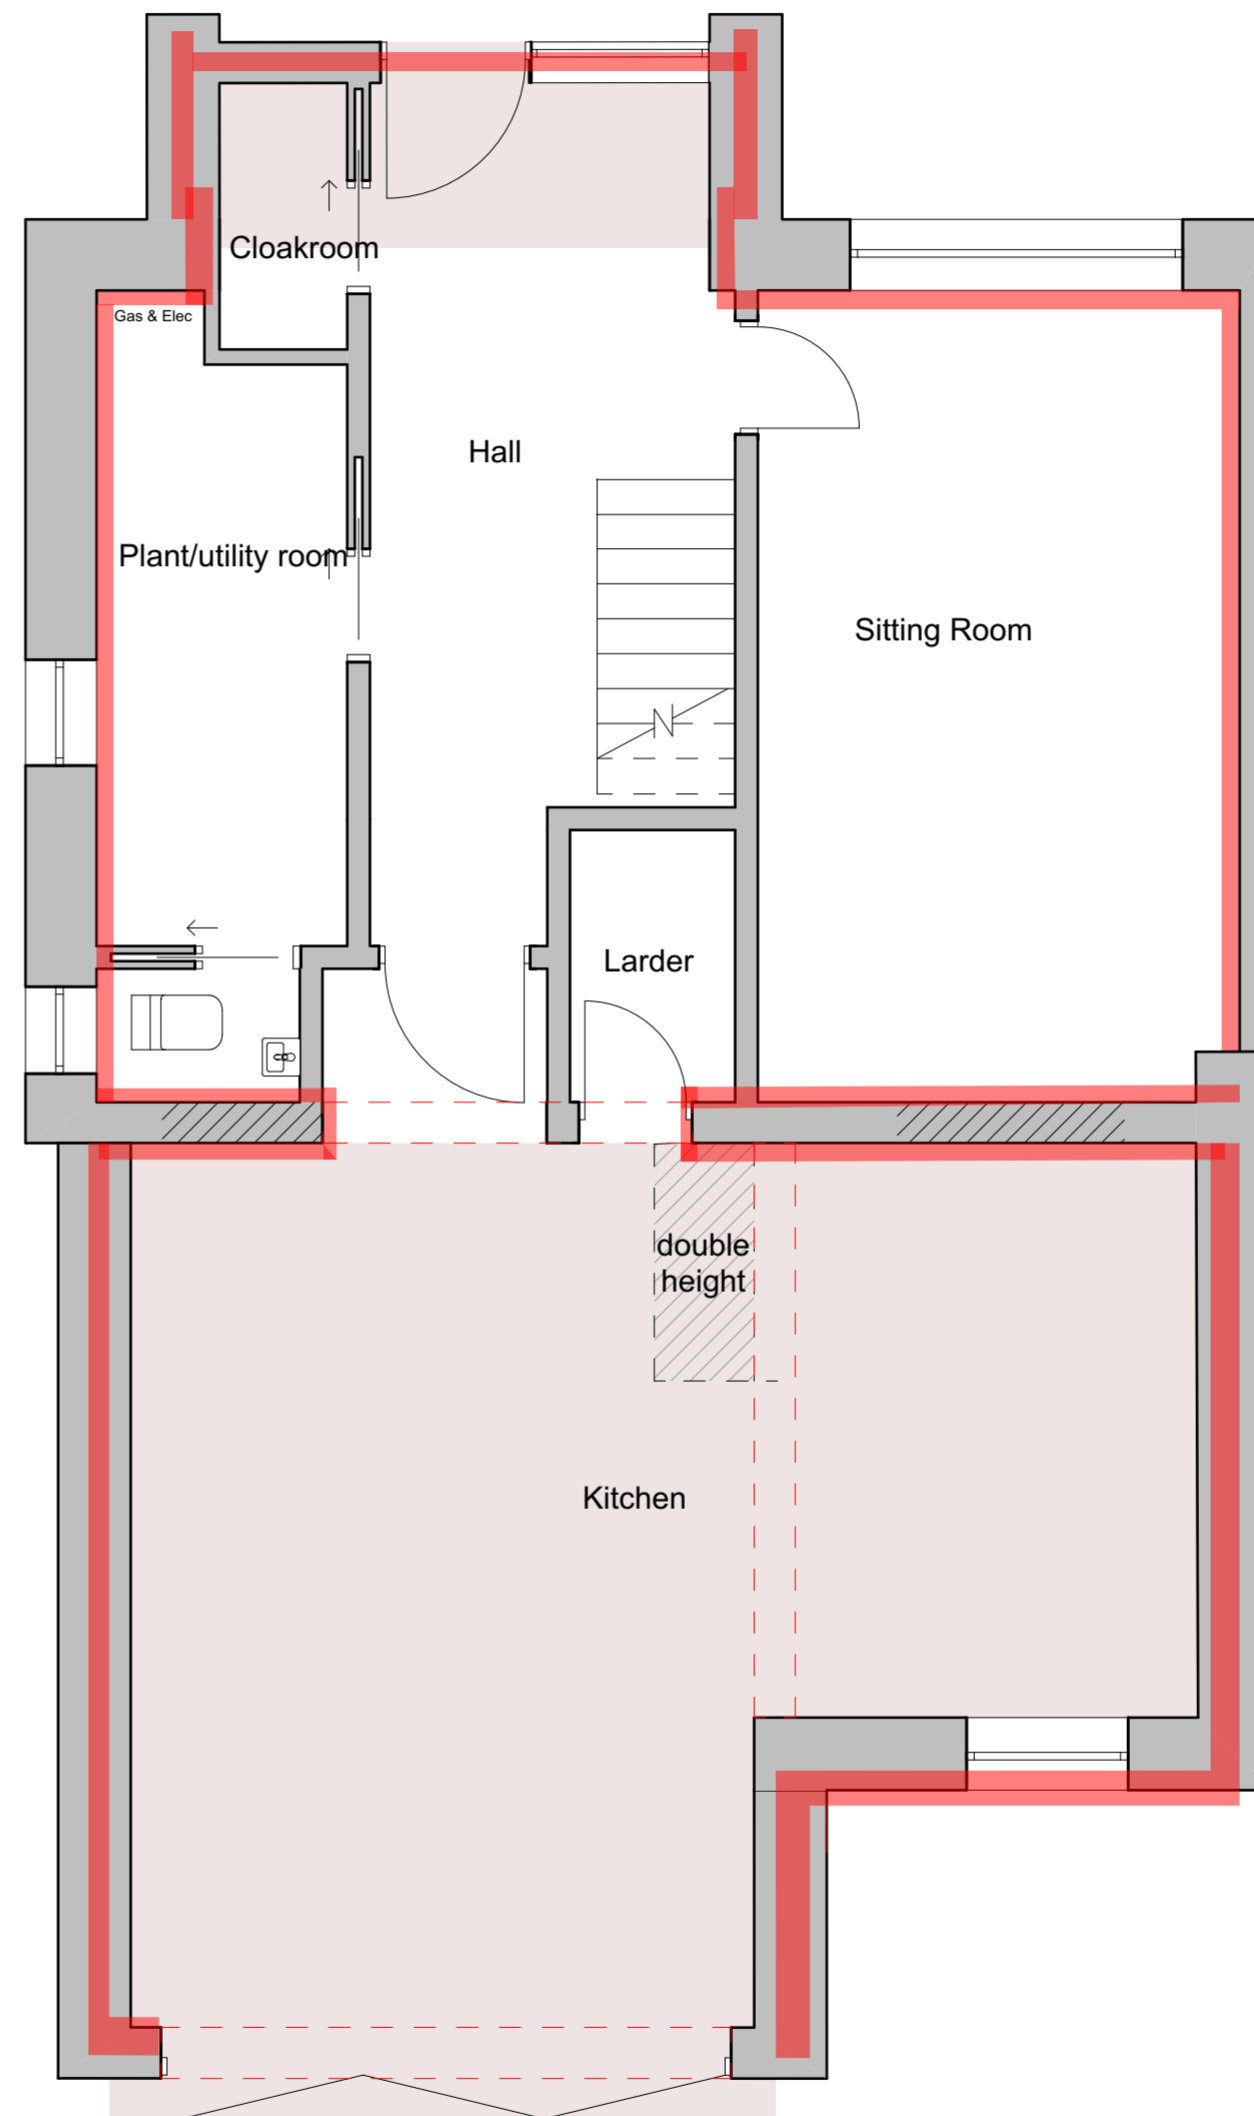 Cloakroom
Gas & Elec
Hall
Plant/utility room
Sitting Room
Larder
double
height
Kitchen